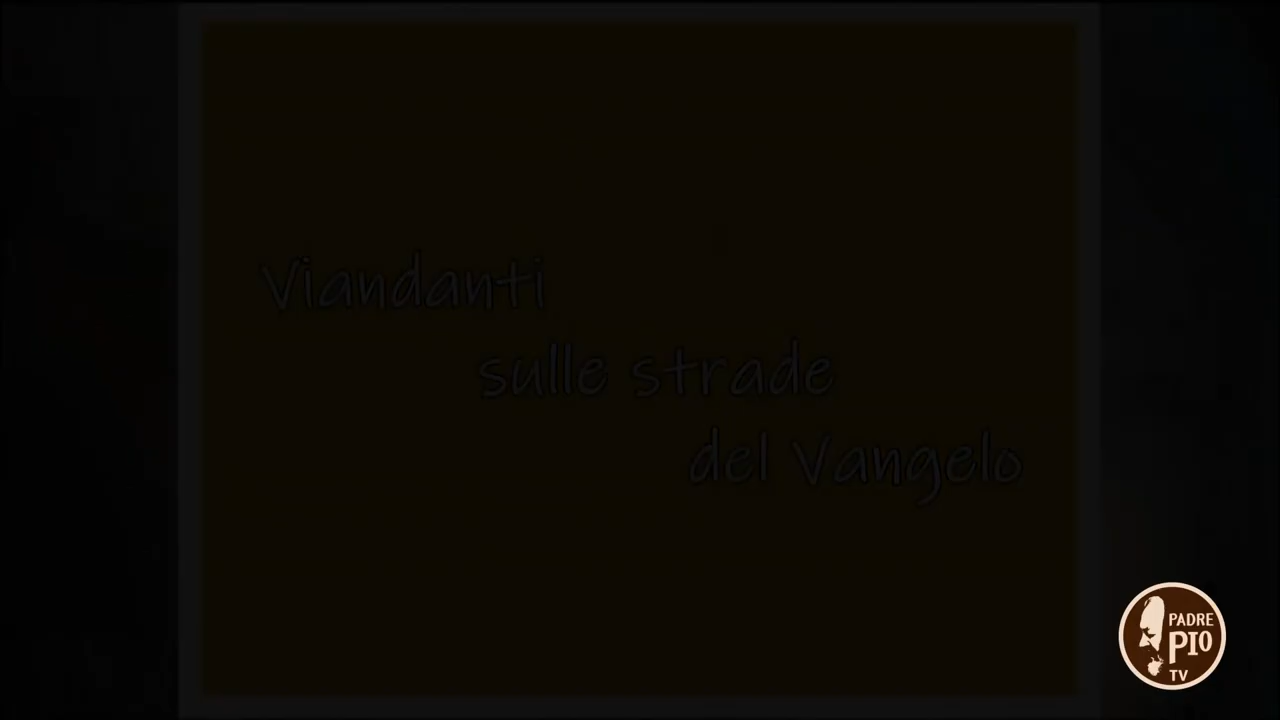 Viandanti
sulle strade
del Vangelo
PADRE
PIO
TV